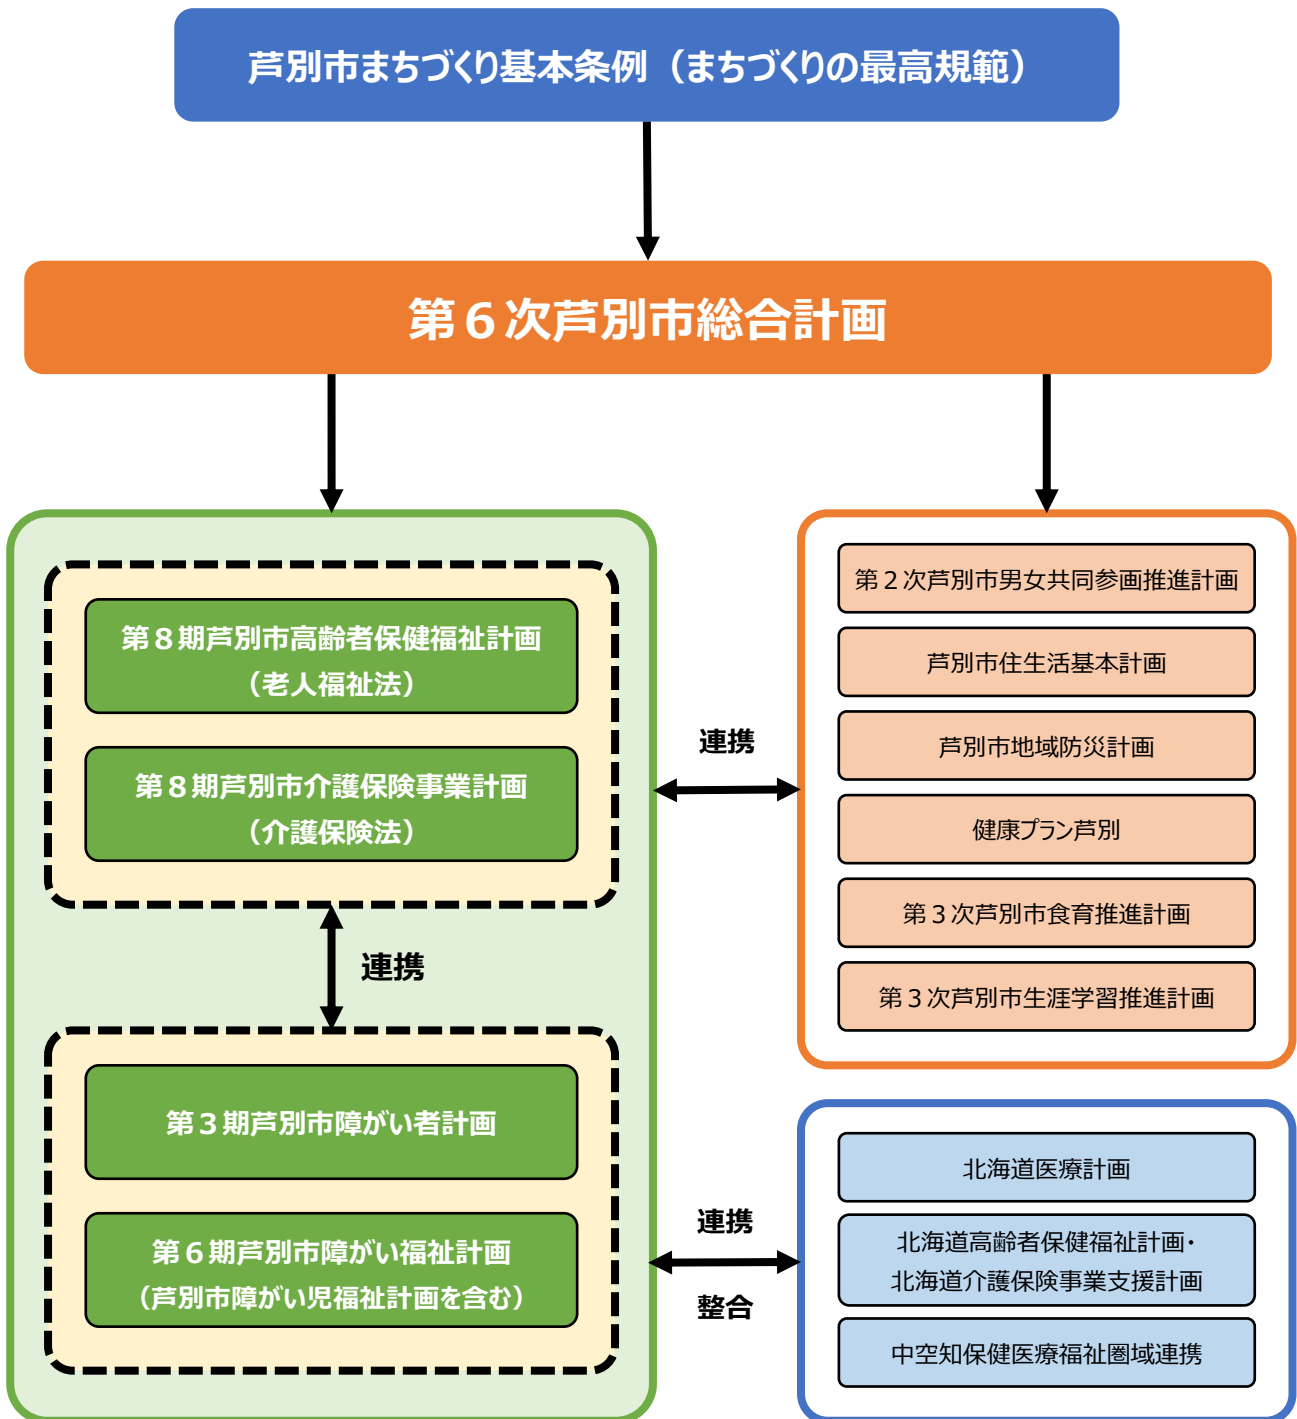 芦別市まちづくり基本条例（まちづくりの最高規範）
第６次芦別市総合計画
第８期芦別市高齢者保健福祉計画
（老人福祉法）
第８期芦別市介護保険事業計画
（介護保険法）
連携
第３期芦別市障がい者計画
第６期芦別市障がい福祉計画
（芦別市障がい児福祉計画を含む）
連携
第２次芦別市男女共同参画推進計画
芦別市住生活基本計画
芦別市地域防災計画
健康プラン芦別
第３次芦別市食育推進計画
第３次芦別市生涯学習推進計画
連携
整合
北海道医療計画
北海道高齢者保健福祉計画・
北海道介護保険事業支援計画
中空知保健医療福祉圏域連携